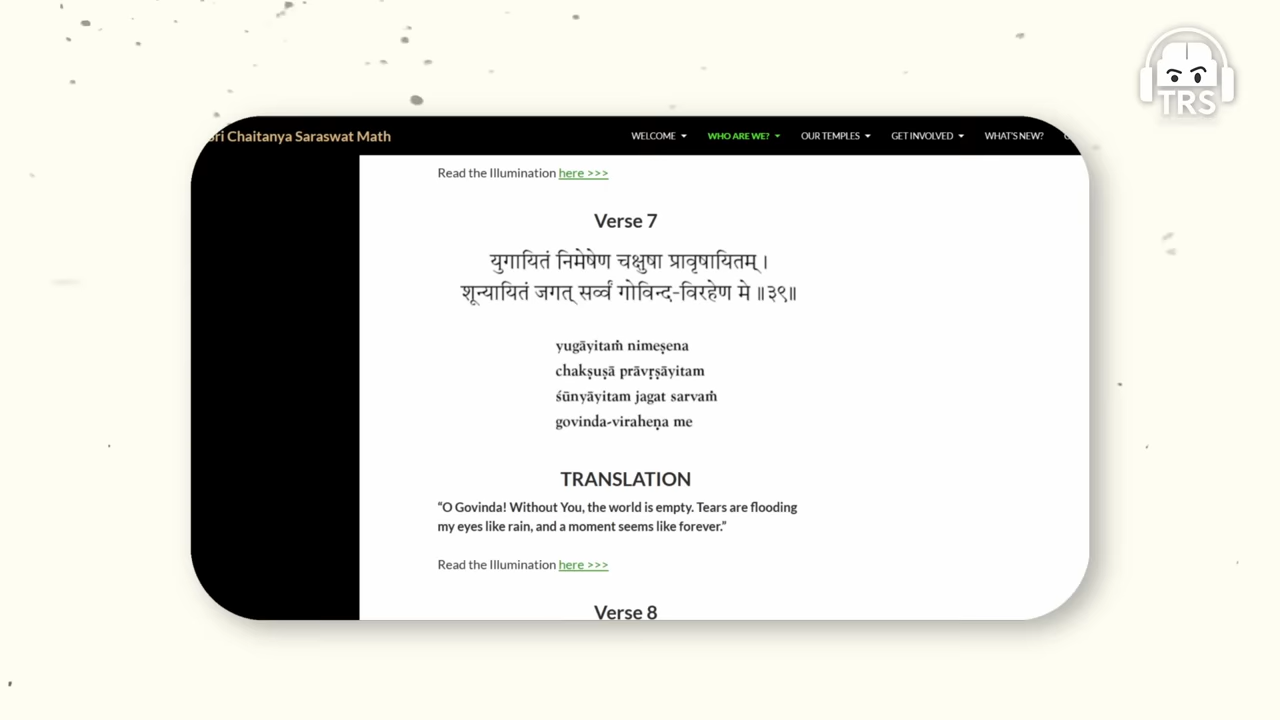 TRS
Sri Chaitanya Saraswat Math
WELCOME WHO ARE WE? OUR TEMPLES GET INVOLVED WHAT'S NEW?
Read the Illumination here >>>
Verse 7
युगायितं निमेषेण चक्षुषा प्रावृषायितम् ।
शून्यायितं जगत् सर्व्वं गोविन्द-विरहेण मे ॥३९॥
yugāyitaṁ nimeṣena
chakṣuṣā prāvṛṣāyitam
śūnyāyitam jagat sarvaṁ
govinda-viraheṇa me
TRANSLATION
“O Govinda! Without You, the world is empty. Tears are flooding
my eyes like rain, and a moment seems like forever.”
Read the Illumination here >>>
Verse 8